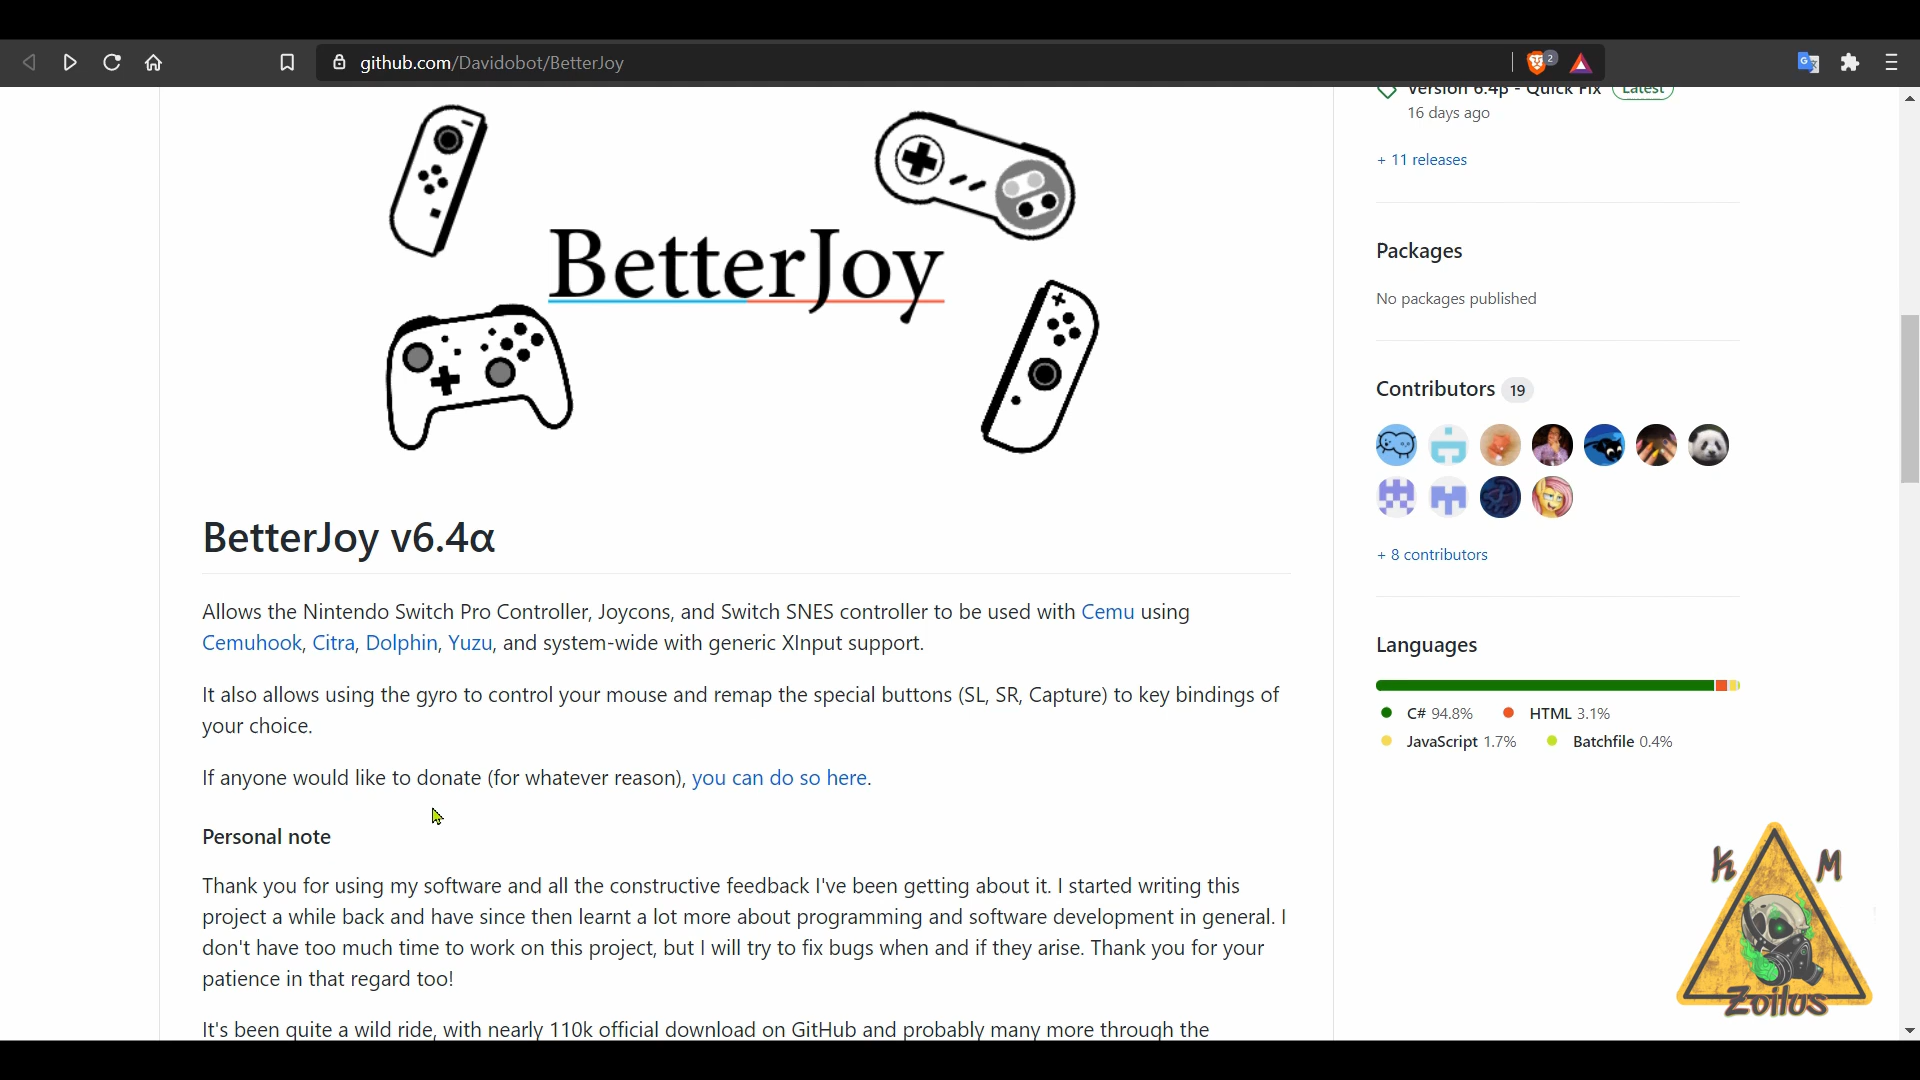 github.com/Davidobot/BetterJoy
2
BetterJoy
BetterJoy v6.4α
Allows the Nintendo Switch Pro Controller, Joycons, and Switch SNES controller to be used with Cemu using
Cemuhook, Citra, Dolphin, Yuzu, and system-wide with generic XInput support.
It also allows using the gyro to control your mouse and remap the special buttons (SL, SR, Capture) to key bindings of
your choice.
If anyone would like to donate (for whatever reason), you can do so here.
Personal note
Thank you for using my software and all the constructive feedback I've been getting about it. I started writing this
project a while back and have since then learnt a lot more about programming and software development in general. I
don't have too much time to work on this project, but I will try to fix bugs when and if they arise. Thank you for your
patience in that regard too!
It's been quite a wild ride, with nearly 110k official download on GitHub and probably many more through the
Version 6.4β - Quick Fix Latest
16 days ago
+ 11 releases
Packages
No packages published
Contributors 19
+ 8 contributors
Languages
C# 94.8% HTML 3.1%
JavaScript 1.7% Batchfile 0.4%
K M
Zoilus